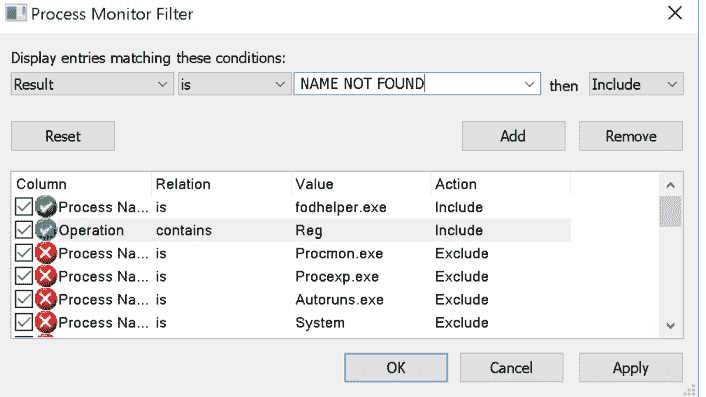 Process Monitor Filter
Display entries matching these conditions:
Result is NAME NOT FOUND then Include
Reset Add Remove
Column Relation Value Action
Process Na... is fodhelper.exe Include
Operation contains Reg Include
Process Na... is Procmon.exe Exclude
Process Na... is Procexp.exe Exclude
Process Na... is Autoruns.exe Exclude
Process Na... is System Exclude
OK Cancel Apply